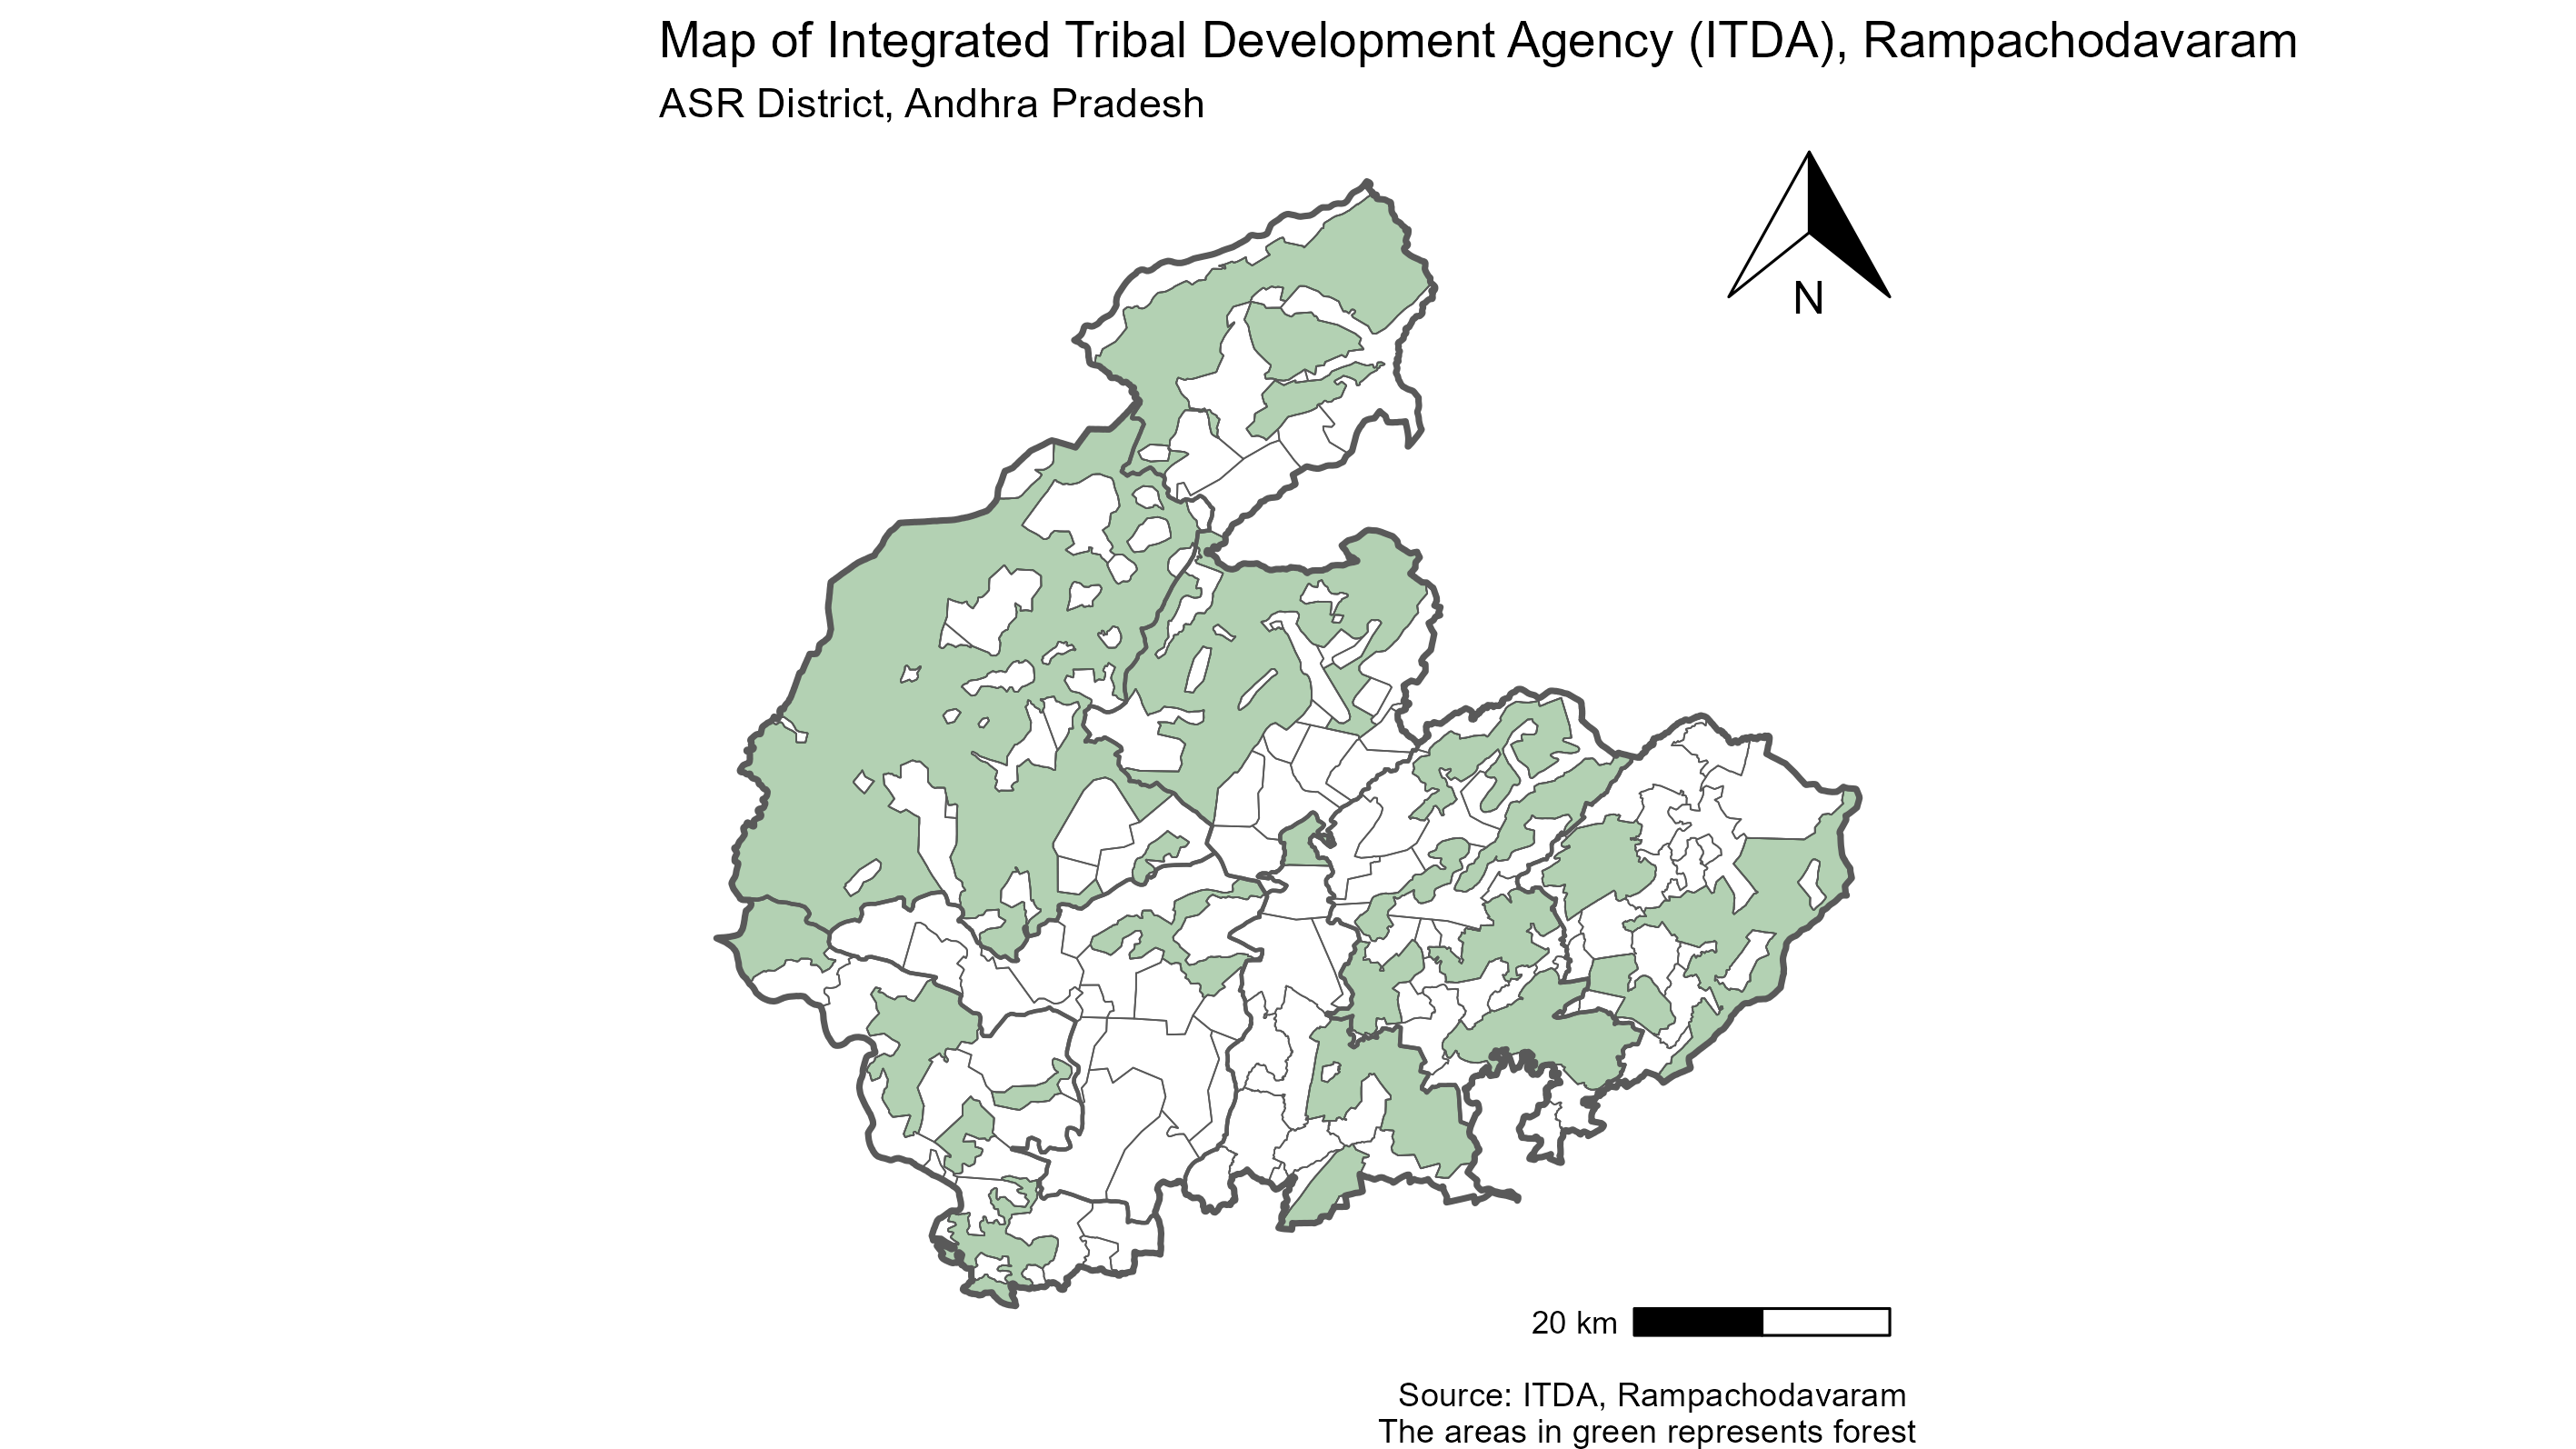 Map of Integrated Tribal Development Agency (ITDA), Rampachodavaram
ASR District, Andhra Pradesh
N
20 km
Source: ITDA, Rampachodavaram
The areas in green represents forest